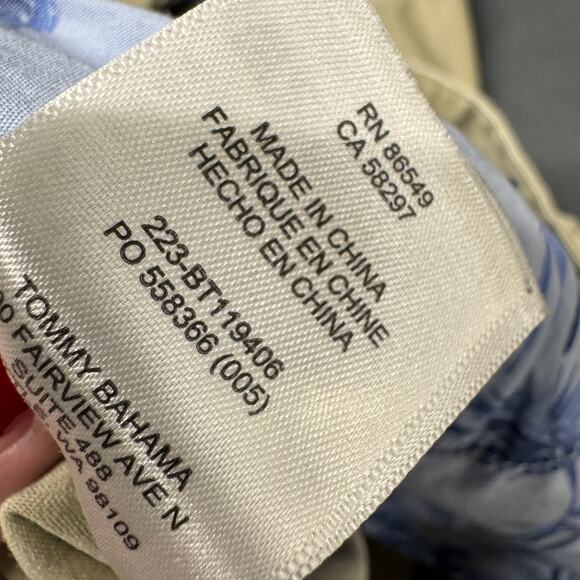 RN 86549
CA 58297
MADE IN CHINA
FABRIQUE EN CHINE
HECHO EN CHINA
223-BT119406
PO 558366 (005)
TOMMY BAHAMA
FAIRVIEW AVE N
SUITE 488
WA 98109